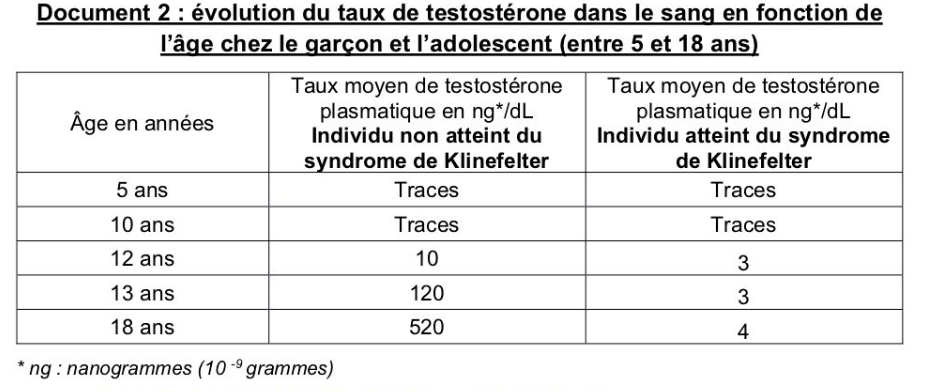 Document 2 : évolution du taux de testostérone dans le sang en fonction de
l'âge chez le garçon et l'adolescent (entre 5 et 18 ans)
Âge en années
Taux moyen de testostérone
plasmatique en ng*/dL
Individu non atteint du
syndrome de Klinefelter
Taux moyen de testostérone
plasmatique en ng*/dL
Individu atteint du syndrome
de Klinefelter
5 ans Traces Traces
10 ans Traces Traces
12 ans 10 3
13 ans 120 3
18 ans 520 4
* ng : nanogrammes (10 -9 grammes)